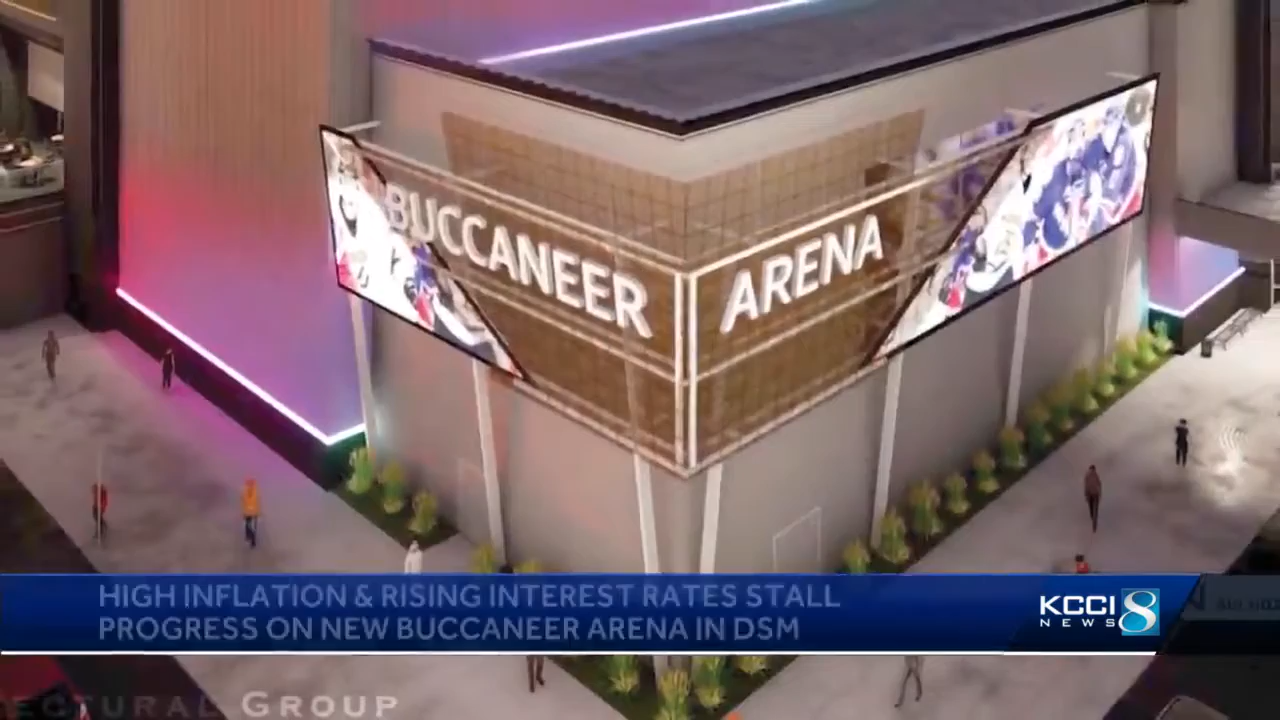 BUCCANEER ARENA
HIGH INFLATION & RISING INTEREST RATES STALL
PROGRESS ON NEW BUCCANEER ARENA IN DSM
KCCI 8
NEWS
GROUP